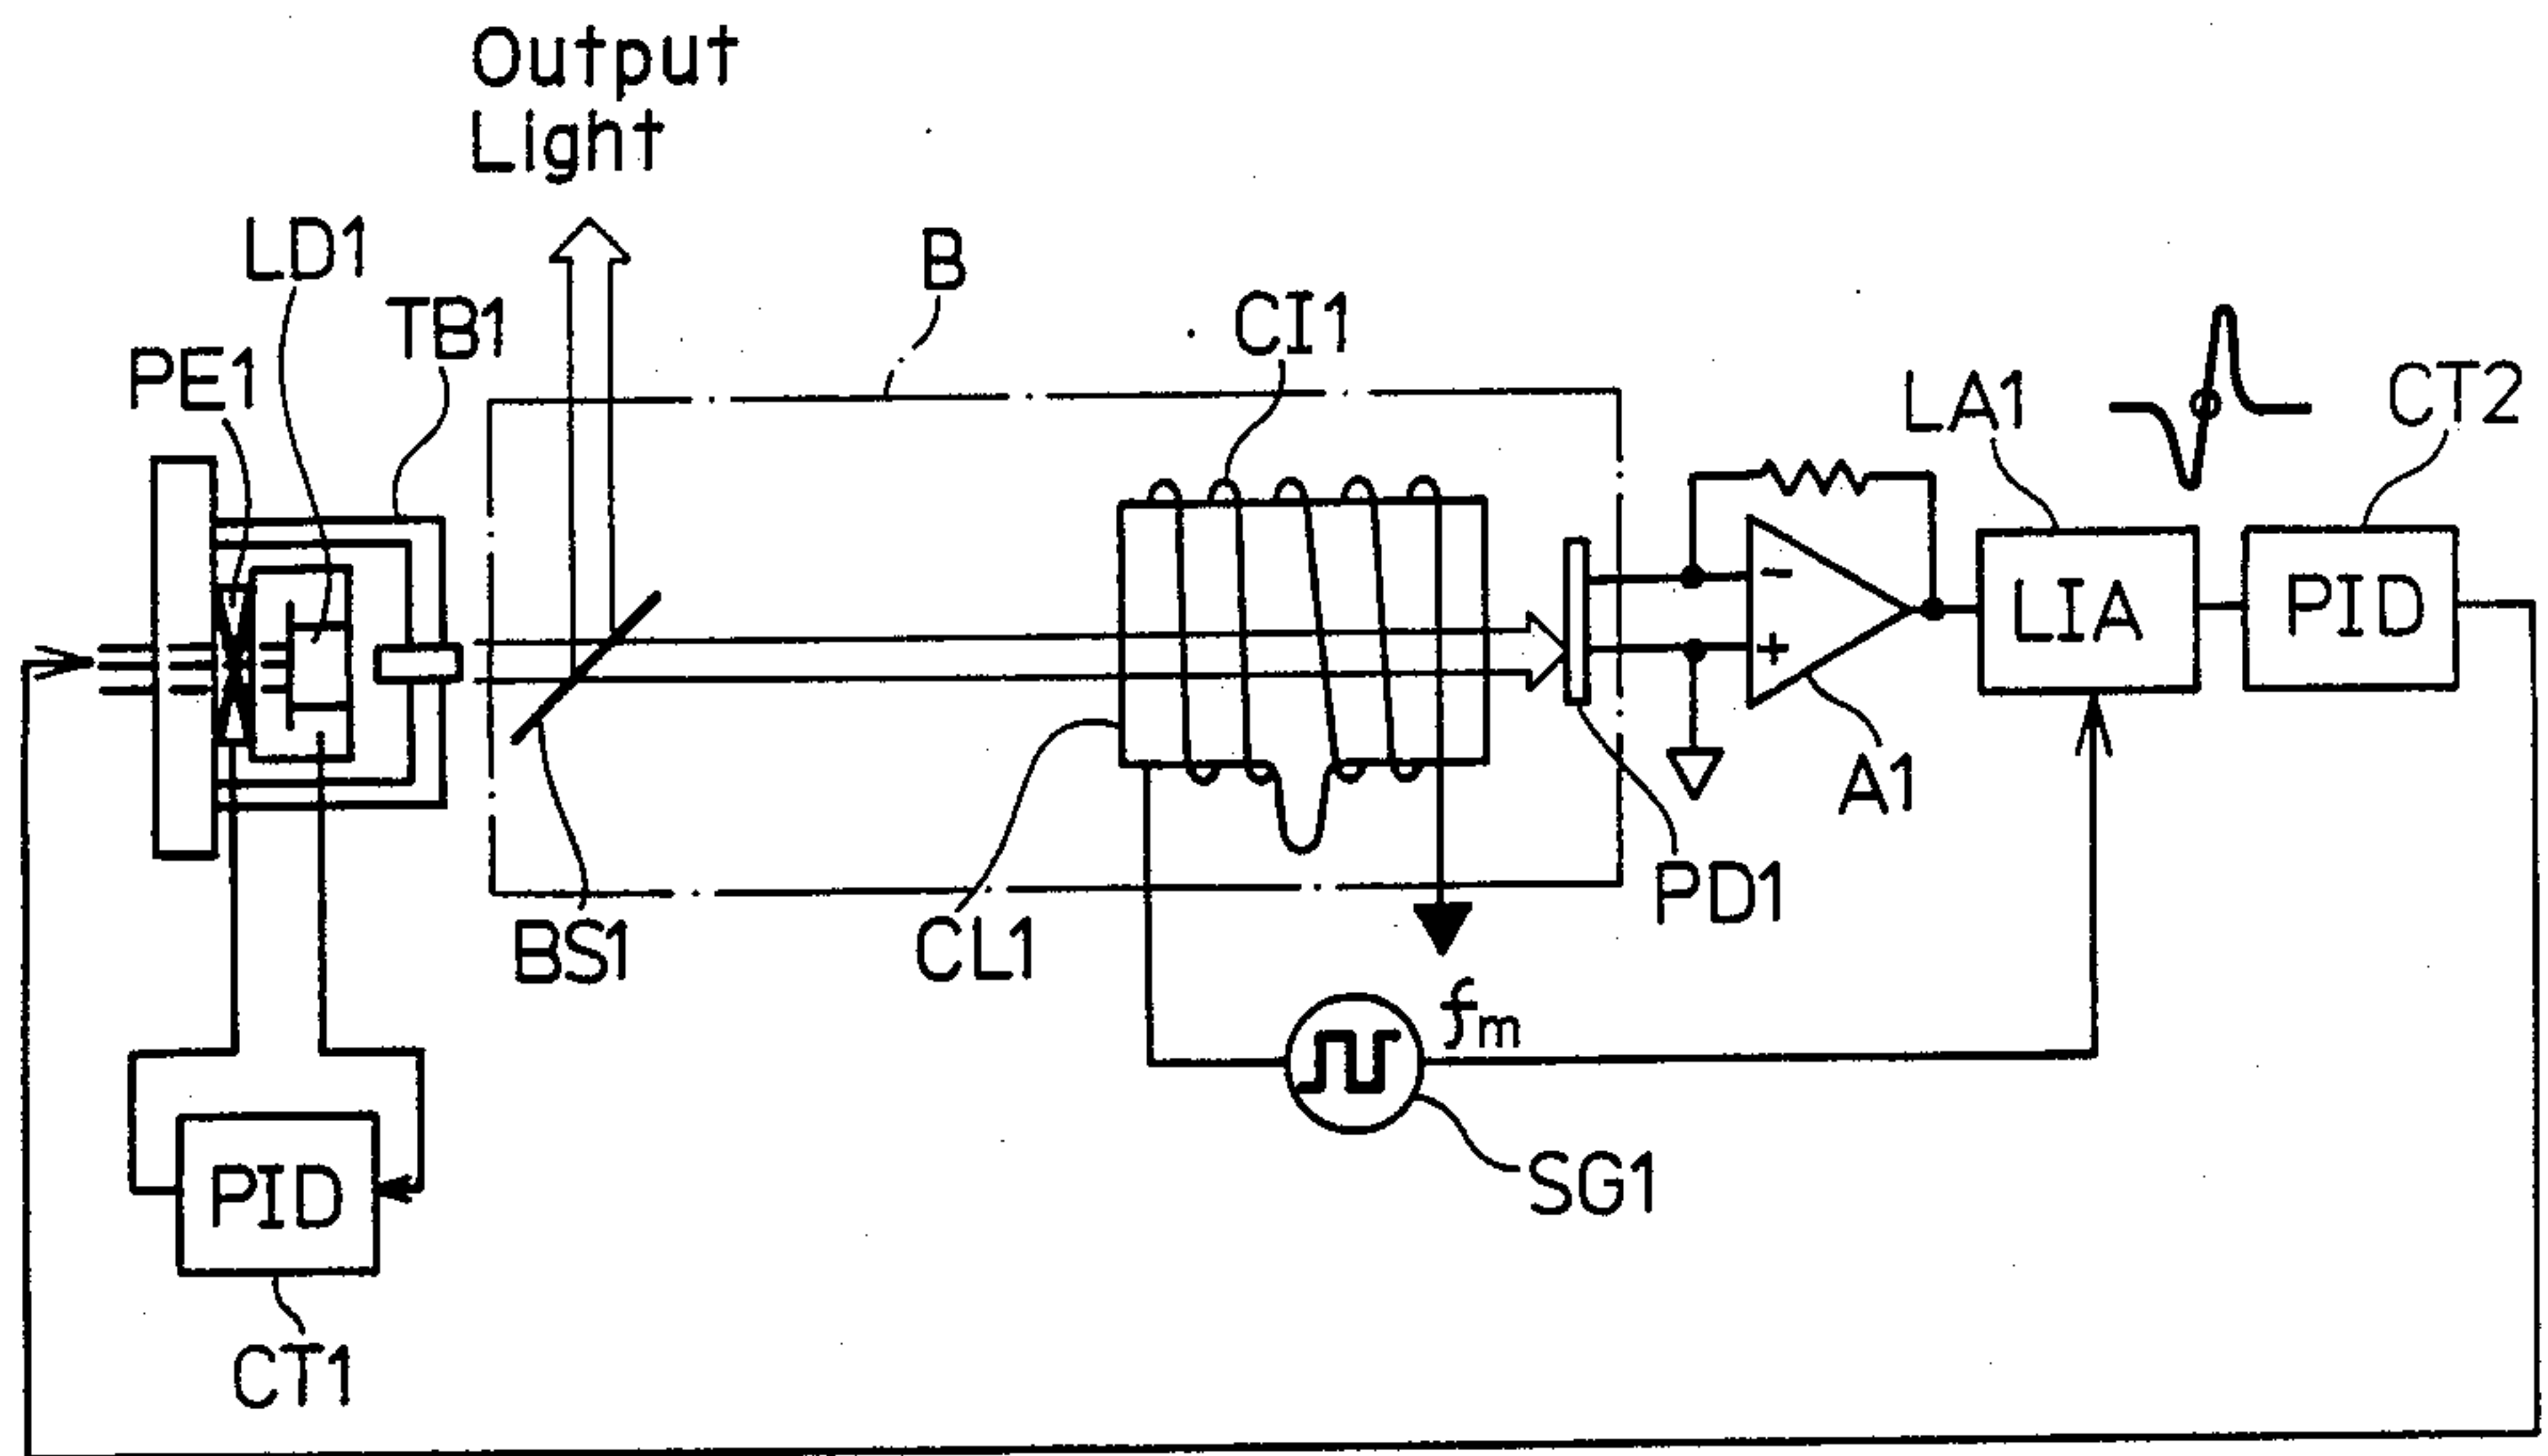 Output
Light
LD1
B
TB1
CI1
PE1
LA1
CT2
LIA
PID
A1
PD1
BS1
CL1
fm
SG1
PID
CT1
-
+